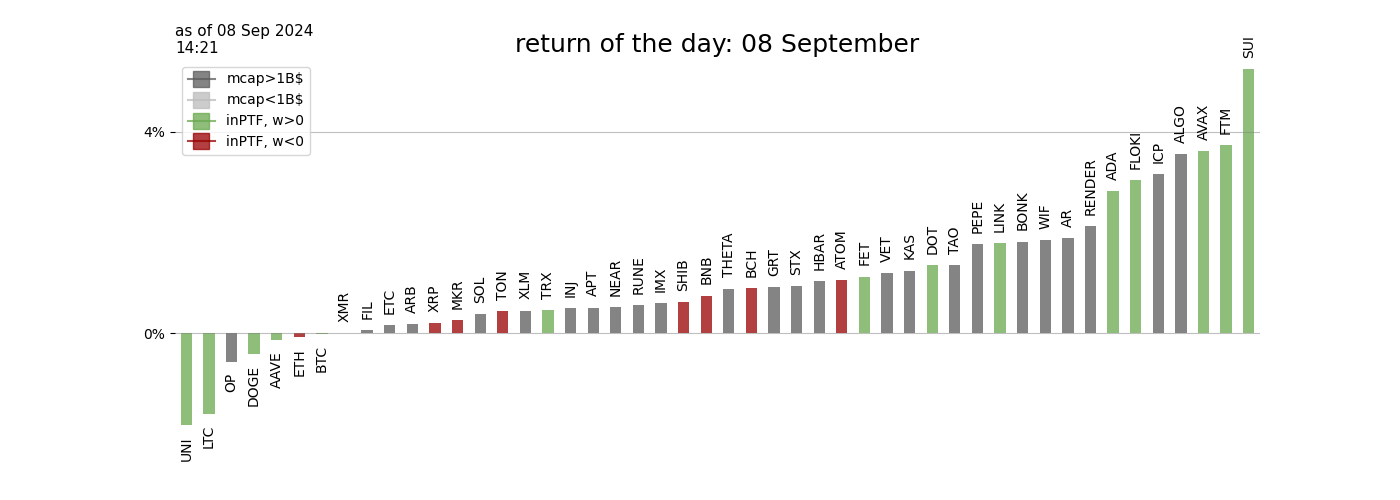 as of 08 Sep 2024
14:21
return of the day: 08 September
mcap>1B$
mcap<1B$
inPTF, w>0
inPTF, w<0
4%
0%
UNI
LTC
OP
DOGE
AAVE
ETH
BTC
XMR
FIL
ETC
ARB
XRP
MKR
SOL
TON
XLM
TRX
INJ
APT
NEAR
RUNE
IMX
SHIB
BNB
THETA
BCH
GRT
STX
HBAR
ATOM
FET
VET
KAS
DOT
TAO
PEPE
LINK
BONK
WIF
AR
RENDER
ADA
FLOKI
ICP
ALGO
AVAX
FTM
SUI